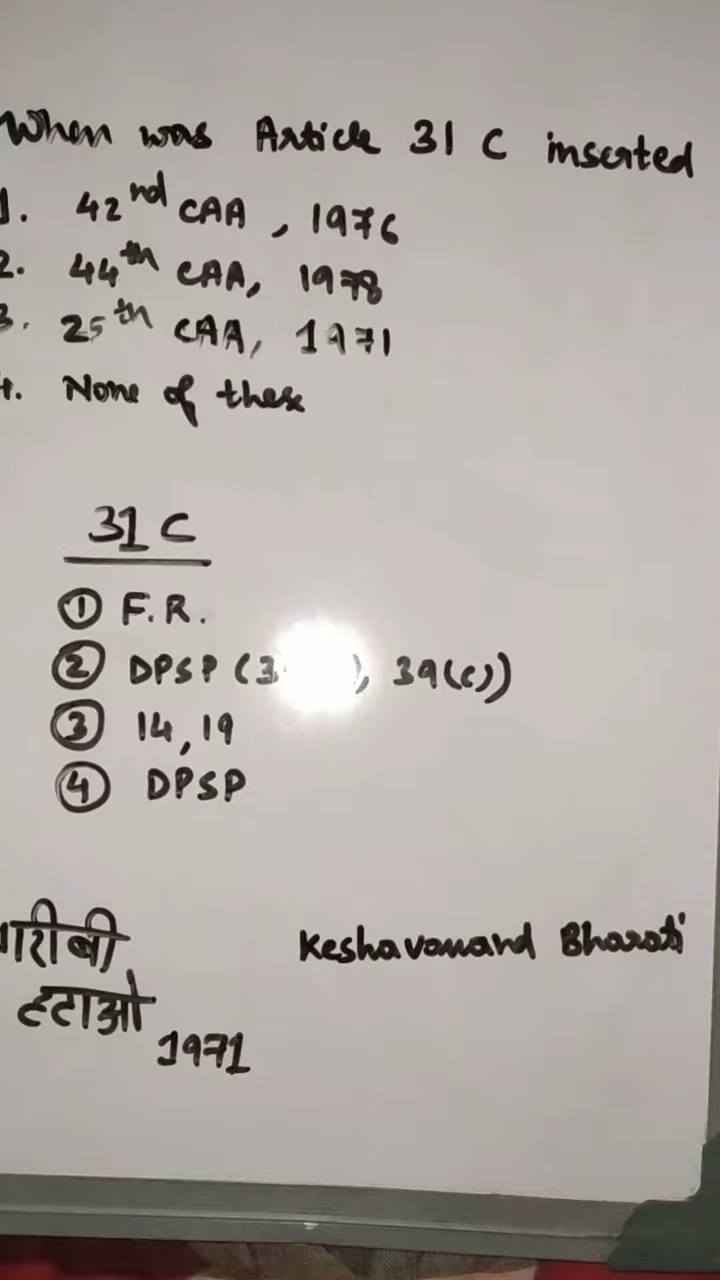 When was Article 31 C inserted
1. 42nd CAA, 1976
2. 44th CAA, 1978
3. 25th CAA, 1971
4. None of these
31 C
① F.R.
② DPSP (3 ), 39(c))
③ 14, 19
④ DPSP
गरीबी
हटाओ
1971
Keshavanand Bharati